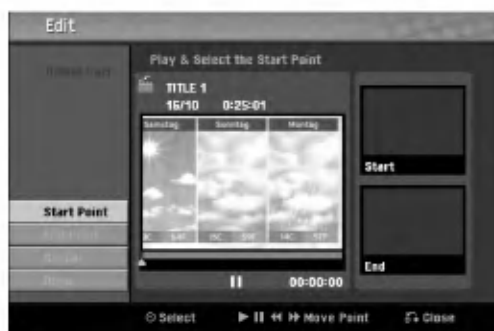 Edit
Play & Select the Start Point
TITLE 1
16/10 0:25:01
Samstag Sonntag Montag
Start
Start Point
End
00:00:00
Select Move Point Close